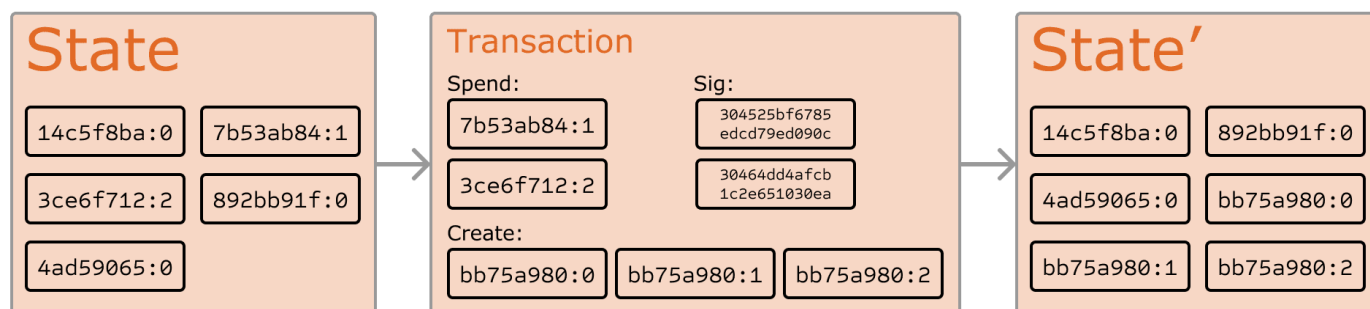 State
14c5f8ba:0 7b53ab84:1
3ce6f712:2 892bb91f:0
4ad59065:0
Transaction
Spend: Sig:
7b53ab84:1 304525bf6785
edcd79ed090c
3ce6f712:2 30464dd4afcb
1c2e651030ea
Create:
bb75a980:0 bb75a980:1 bb75a980:2
State’
14c5f8ba:0 892bb91f:0
4ad59065:0 bb75a980:0
bb75a980:1 bb75a980:2